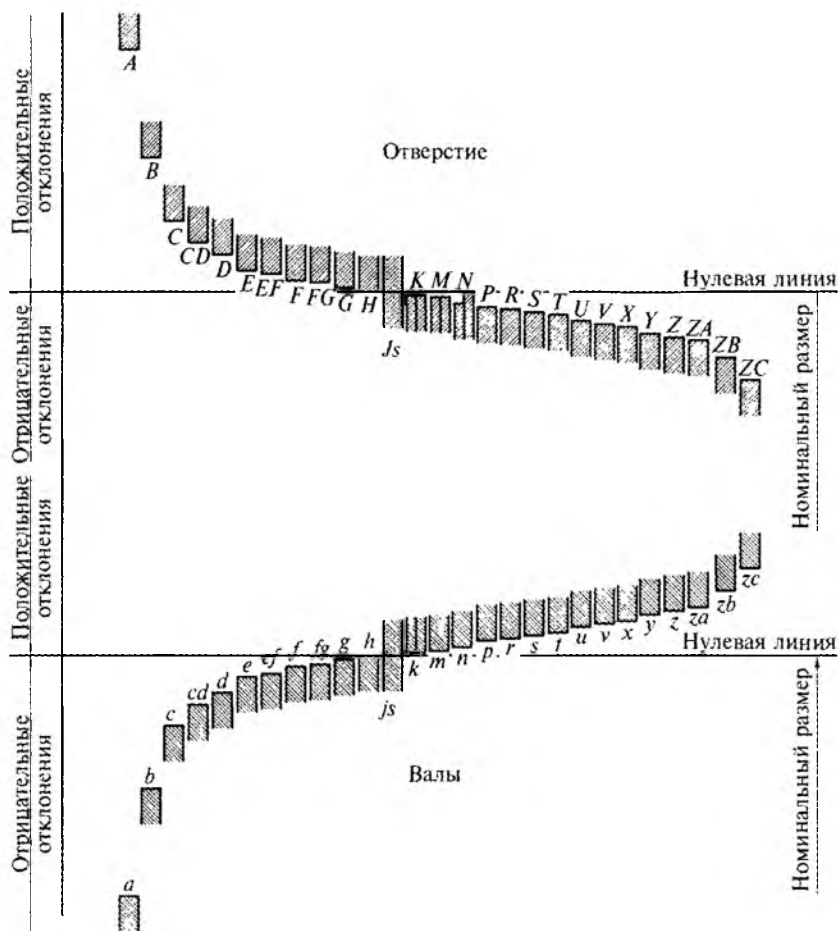 Положительные
отклонения
A
B
C
CD
D
E
EF
F
FG
G
H
Js
K
M
N
P
R
S
T
U
V
X
Y
Z
ZA
ZB
ZC
Отверстие
Нулевая линия
Номинальный размер
Отрицательные
отклонения
Положительные
отклонения
a
b
c
cd
d
e
ef
f
fg
g
h
js
k
m
n
p
r
s
t
u
v
x
y
z
za
zb
zc
Нулевая линия
Валы
Номинальный размер
Отрицательные
отклонения